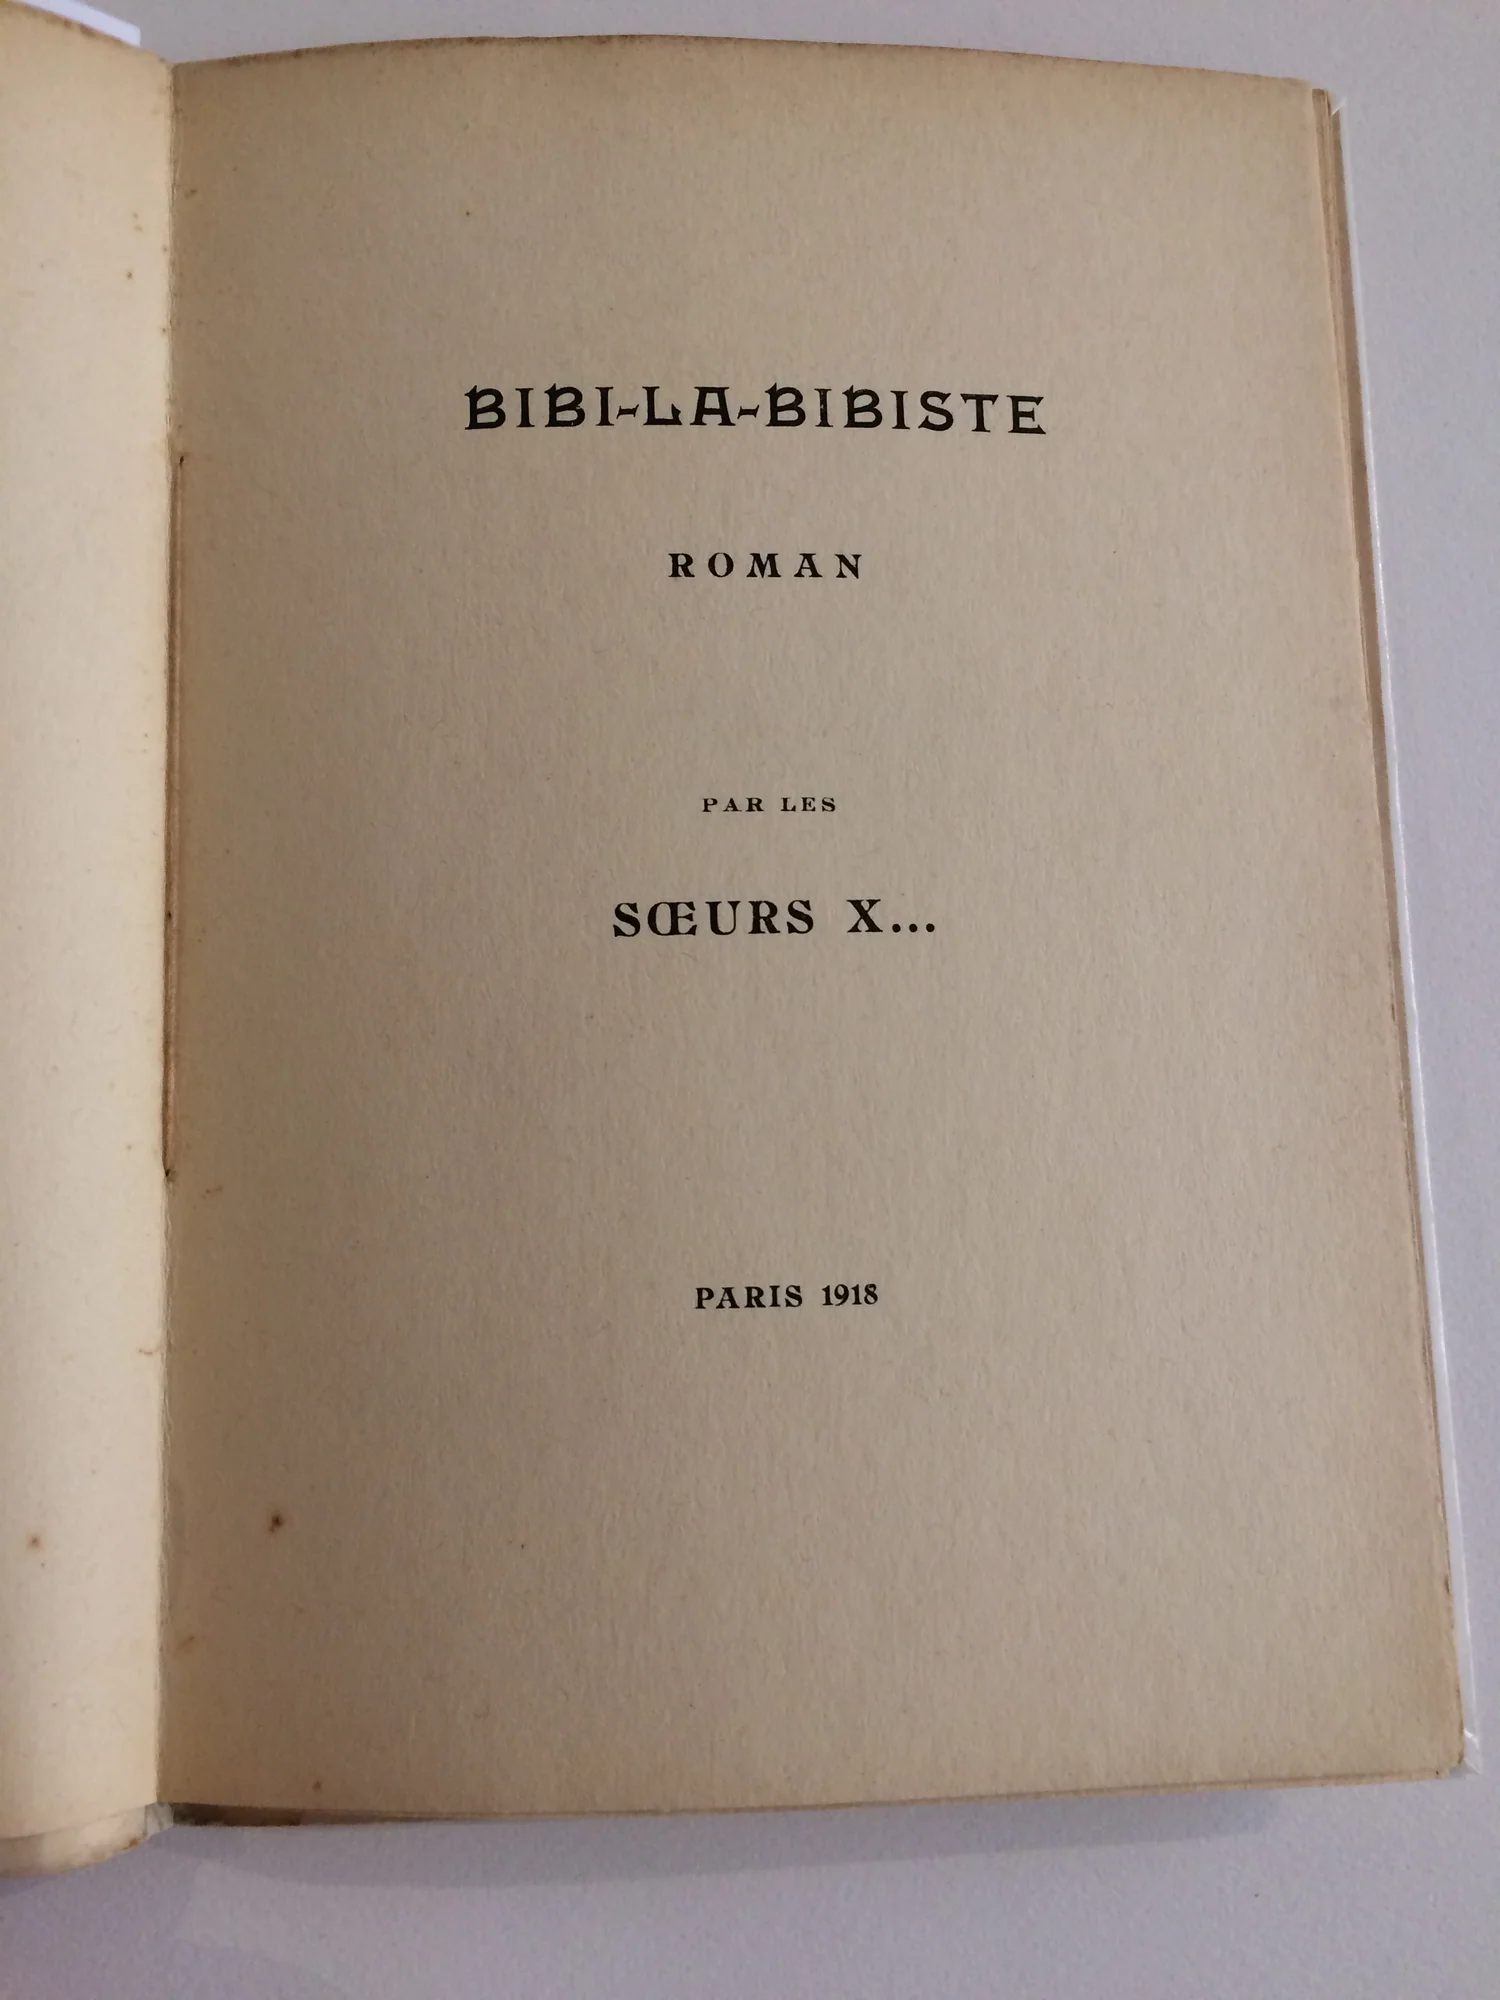 BIBI-LA-BIBISTE
ROMAN
PAR LES
SŒURS X...
PARIS 1918